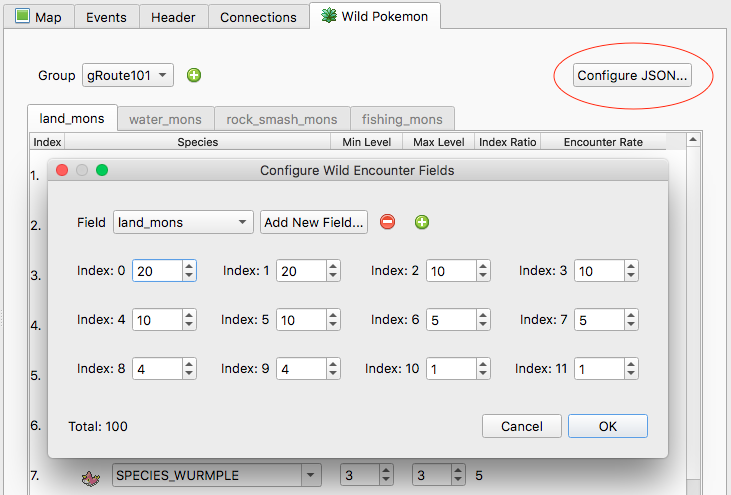 Map Events Header Connections Wild Pokemon
Group gRoute101 Configure JSON...
land_mons water_mons rock_smash_mons fishing_mons
Index Species Min Level Max Level Index Ratio Encounter Rate
1.
Configure Wild Encounter Fields
2.
Field land_mons Add New Field...
3.
Index: 0 20 Index: 1 20 Index: 2 10 Index: 3 10
4.
Index: 4 10 Index: 5 10 Index: 6 5 Index: 7 5
5.
Index: 8 4 Index: 9 4 Index: 10 1 Index: 11 1
6.
Total: 100 Cancel OK
7. SPECIES_WURMPLE 3 3 5